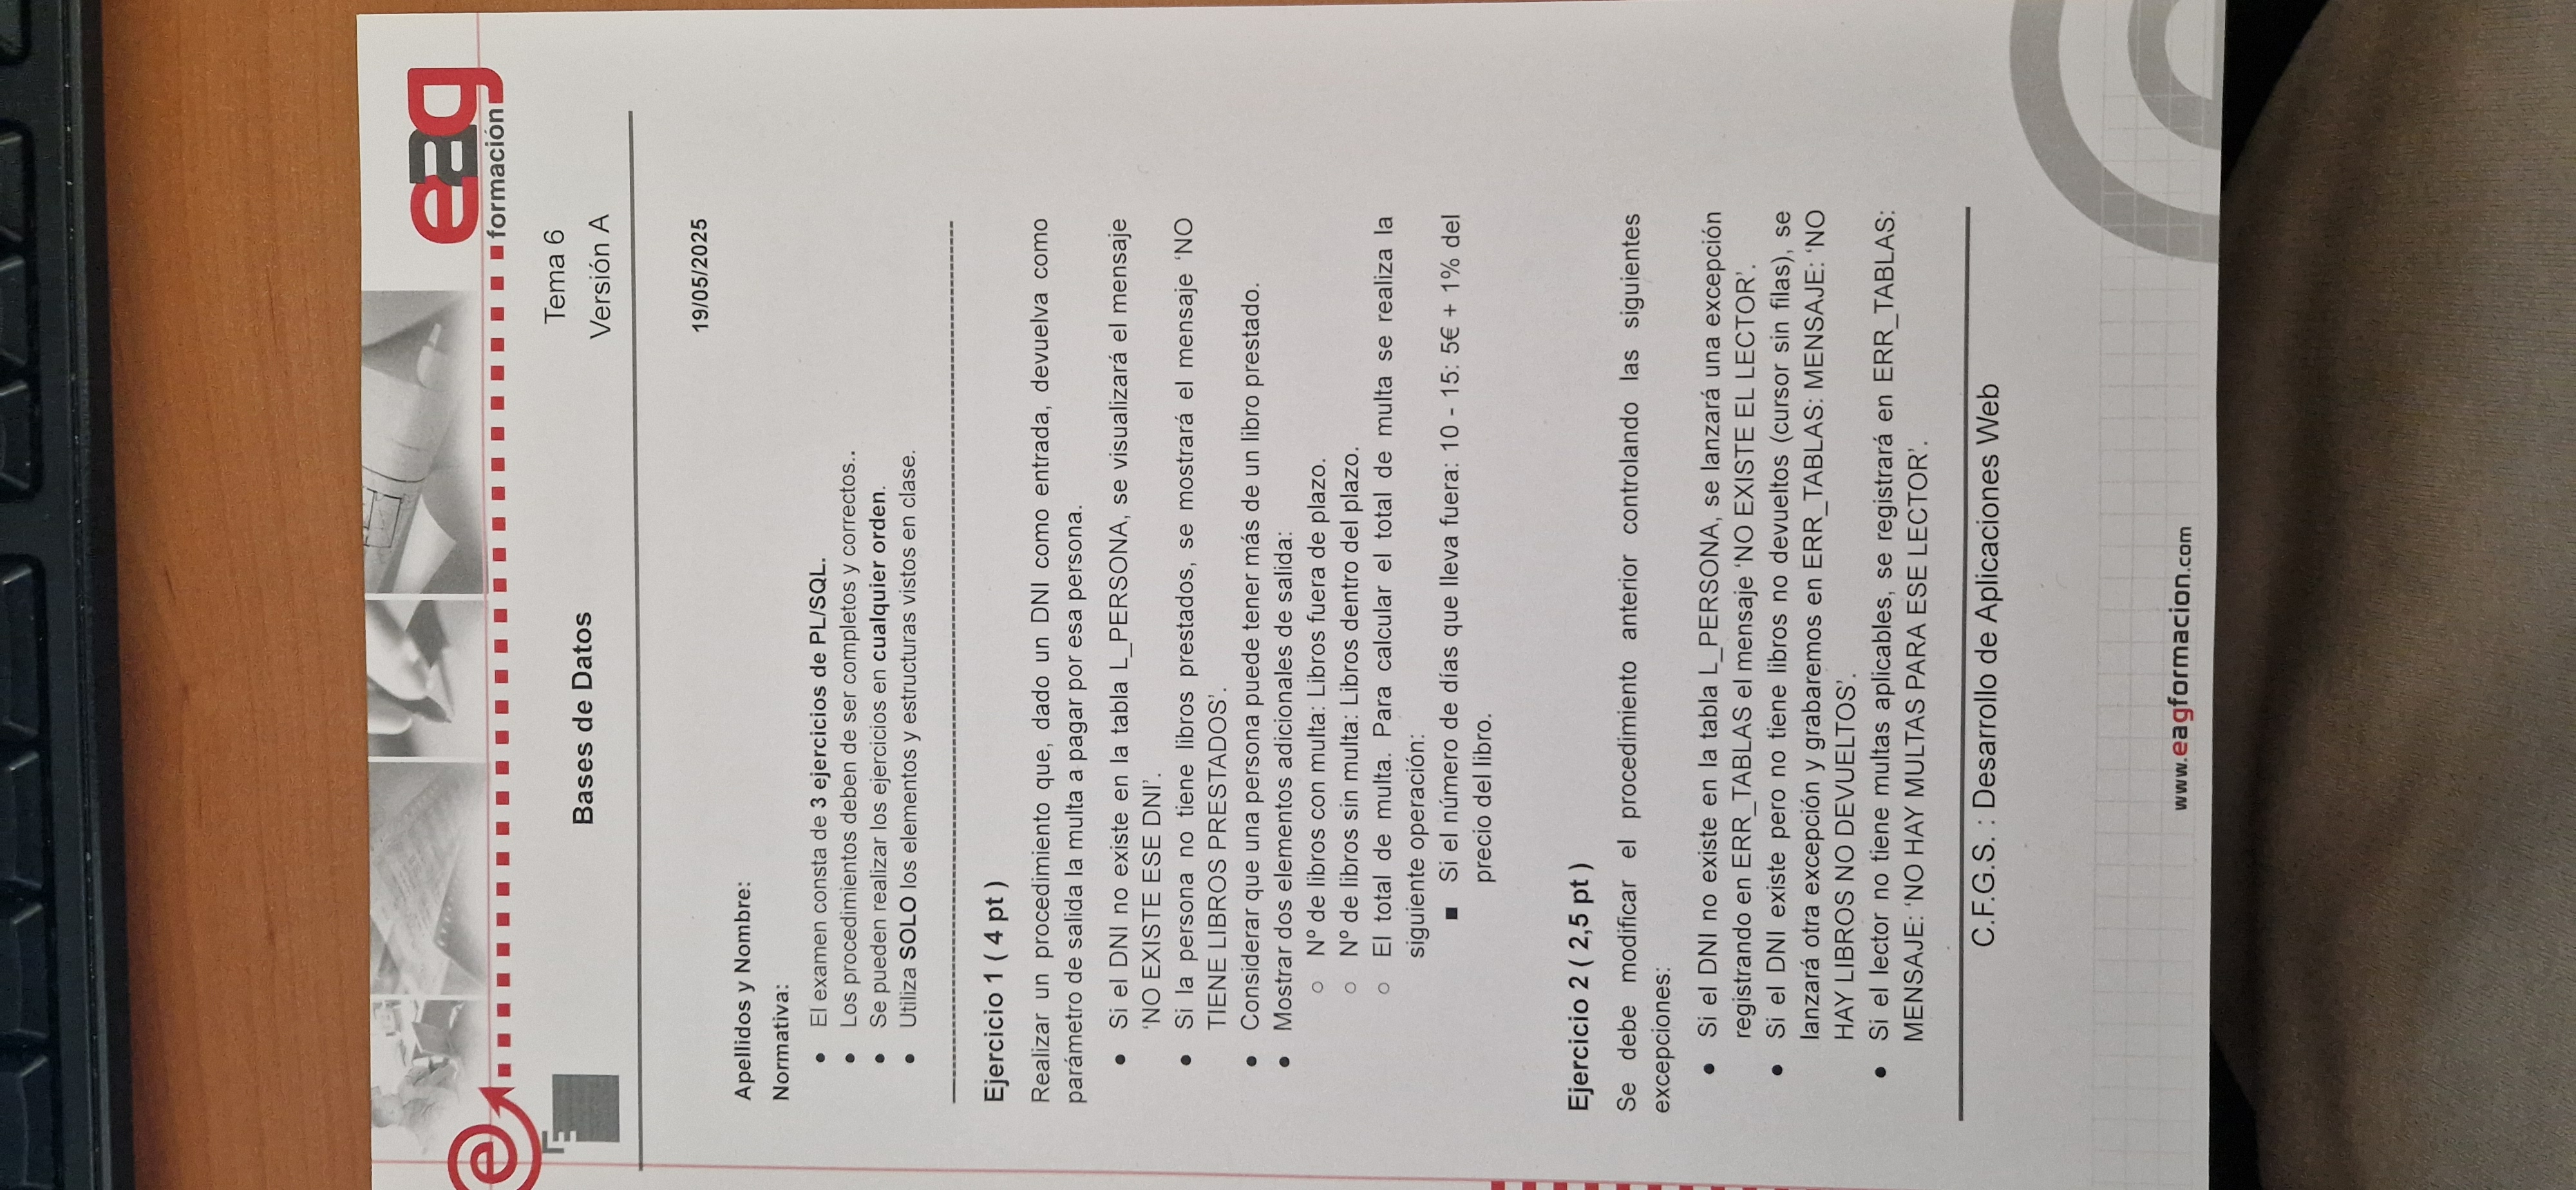 eag
formación
e
Bases de Datos
Tema 6
Versión A
19/05/2025
Apellidos y Nombre:
Normativa:
● El examen consta de 3 ejercicios de PL/SQL.
● Los procedimientos deben de ser completos y correctos..
● Se pueden realizar los ejercicios en cualquier orden.
● Utiliza SOLO los elementos y estructuras vistos en clase.
Ejercicio 1 ( 4 pt )
Realizar un procedimiento que, dado un DNI como entrada, devuelva como
parámetro de salida la multa a pagar por esa persona.
● Si el DNI no existe en la tabla L_PERSONA, se visualizará el mensaje
‘NO EXISTE ESE DNI’.
● Si la persona no tiene libros prestados, se mostrará el mensaje ‘NO
TIENE LIBROS PRESTADOS’.
● Considerar que una persona puede tener más de un libro prestado.
● Mostrar dos elementos adicionales de salida:
○ Nº de libros con multa: Libros fuera de plazo.
○ Nº de libros sin multa: Libros dentro del plazo.
○ El total de multa. Para calcular el total de multa se realiza la
siguiente operación:
■ Si el número de días que lleva fuera: 10 - 15: 5€ + 1% del
precio del libro.
Ejercicio 2 ( 2,5 pt )
Se debe modificar el procedimiento anterior controlando las siguientes
excepciones:
● Si el DNI no existe en la tabla L_PERSONA, se lanzará una excepción
registrando en ERR_TABLAS el mensaje ‘NO EXISTE EL LECTOR’.
● Si el DNI existe pero no tiene libros no devueltos (cursor sin filas), se
lanzará otra excepción y grabaremos en ERR_TABLAS: MENSAJE: ‘NO
HAY LIBROS NO DEVUELTOS’.
● Si el lector no tiene multas aplicables, se registrará en ERR_TABLAS:
MENSAJE: ‘NO HAY MULTAS PARA ESE LECTOR’.
C.F.G.S. : Desarrollo de Aplicaciones Web
www.eagformacion.com